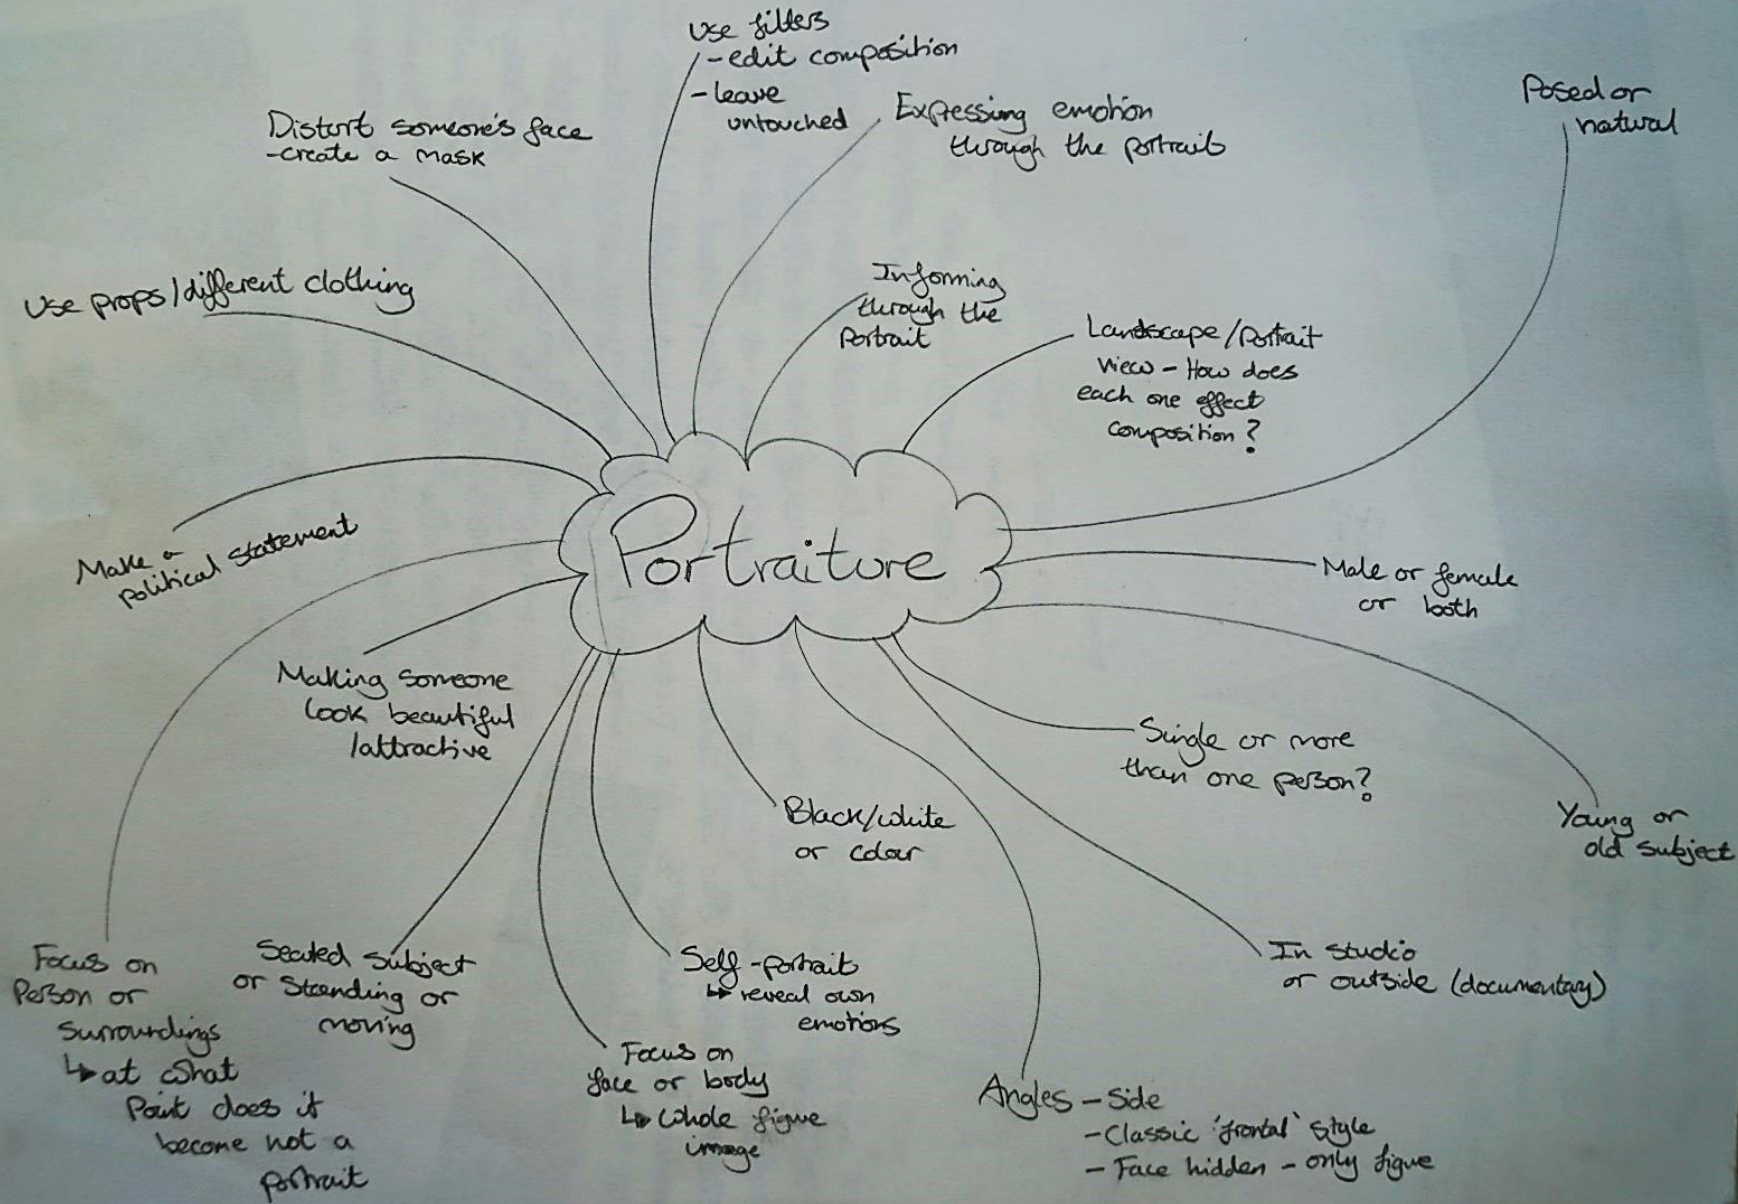 Use filters
- edit composition
- leave
untouched
Expressing emotion
through the portrait
Posed or
natural
Distort someone's face
- create a mask
Use props/different clothing
Informing
through the
Portrait
Landscape/Portrait
view - How does
each one effect
composition?
Make a
political statement
Portraiture
Male or female
or both
Making someone
look beautiful
/attractive
Single or more
than one person?
Black/white
or colour
Young or
old subject
Focus on
Person or
surroundings
↳ at what
Point does it
become not a
portrait
Seated subject
or Standing or
moving
Self-portrait
↳ reveal own
emotions
In studio
or outside (documentary)
Focus on
face or body
↳ whole figure
image
Angles - Side
- Classic 'frontal' style
- Face hidden - only figure